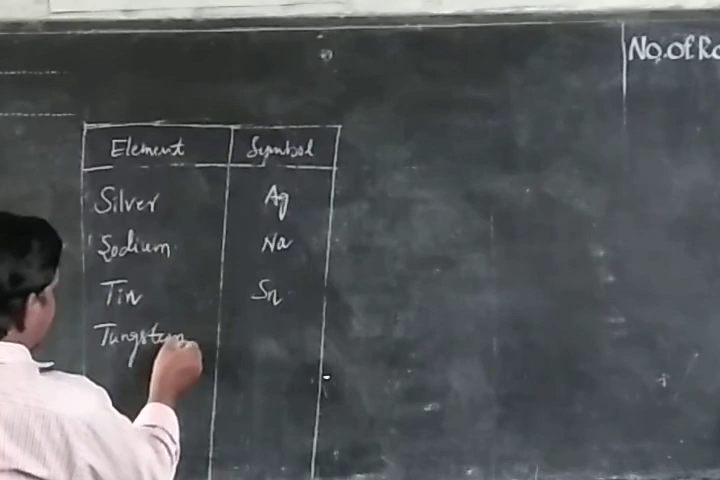 No. of Ro
Element Symbol
Silver Ag
Sodium Na
Tin Sn
Tungsten